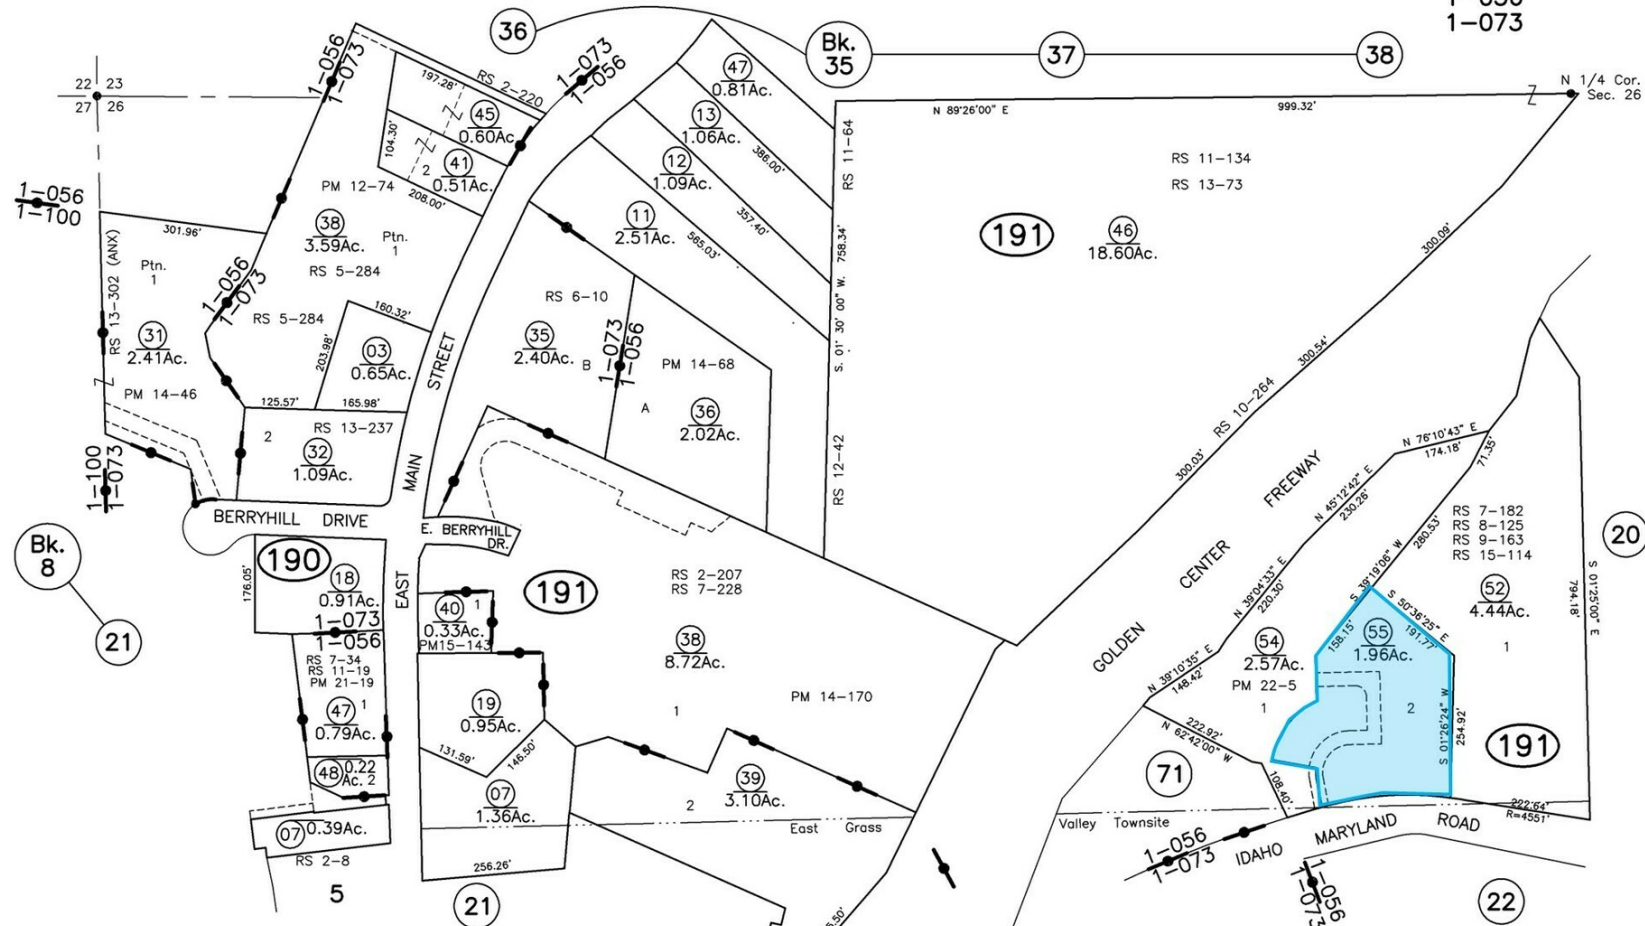 1-073
36
Bk.
35
37
38
1-056
1-073
22 23
27 26
197.28'
RS 2-220
1-073
1-056
47
0.81Ac.
N 89°26'00" E
999.32'
N 1/4 Cor.
Sec. 26
45
0.60Ac.
13
1.06Ac.
386.00'
RS 11-64
RS 11-134
RS 13-73
104.30'
2
41
0.51Ac.
208.00'
12
1.09Ac.
357.40'
PM 12-74
1-056
1-100
301.96'
38
3.59Ac.
Ptn.
1
RS 5-284
11
2.51Ac.
565.03'
191
46
18.60Ac.
300.09'
RS 13-302 (ANX)
Ptn.
1
1-056
1-073
RS 5-284
160.32'
RS 6-10
S. 01° 30' 00" W. 758.34'
31
2.41Ac.
203.98'
03
0.65Ac.
STREET
35
2.40Ac.
B
1-073
1-056
PM 14-68
300.54'
PM 14-46
125.57'
165.98'
A
36
2.02Ac.
RS 10-264
2
RS 13-237
32
1.09Ac.
MAIN
RS 12-42
300.03'
FREEWAY
N 76°10'43" E
174.18'
71.35'
1-100
1-073
N 45°12'42" E
230.26'
BERRYHILL DRIVE
E. BERRYHILL
DR.
RS 7-182
RS 8-125
RS 9-163
RS 15-114
280.53'
20
Bk.
8
190
176.05'
18
0.91Ac.
EAST
191
RS 2-207
RS 7-228
CENTER
N 39°04'33" E
220.30'
S 39°19'06" W
S 50°36'25" E
191.77'
52
4.44Ac.
1
794.18'
S 01°25'00" E
21
1-073
1-056
40
1
0.33Ac.
PM15-143
38
8.72Ac.
GOLDEN
54
2.57Ac.
158.15'
55
1.96Ac.
RS 7-34
RS 11-19
PM 21-19
N 39°10'35" E
148.42'
PM 22-5
1
2
S 01°26'24" W
254.92'
47
1
0.79Ac.
19
0.95Ac.
PM 14-170
1
222.92'
N 62°42'00" W
191
48
0.22
Ac. 2
131.59'
146.50'
71
108.40'
07
1.36Ac.
39
3.10Ac.
2
222.64'
R=4551'
07
0.39Ac.
RS 2-8
East Grass
Valley Townsite
1-056
1-073
IDAHO MARYLAND ROAD
256.26'
5
21
1-056
1-073
22